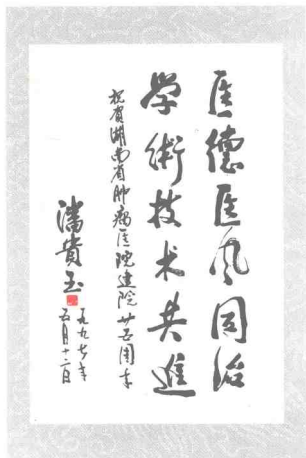 医德医风同治
学術技术共進
祝贺湖南省肿瘤医院建院廿五周年
潘贵玉
一九九七年
五月十二日